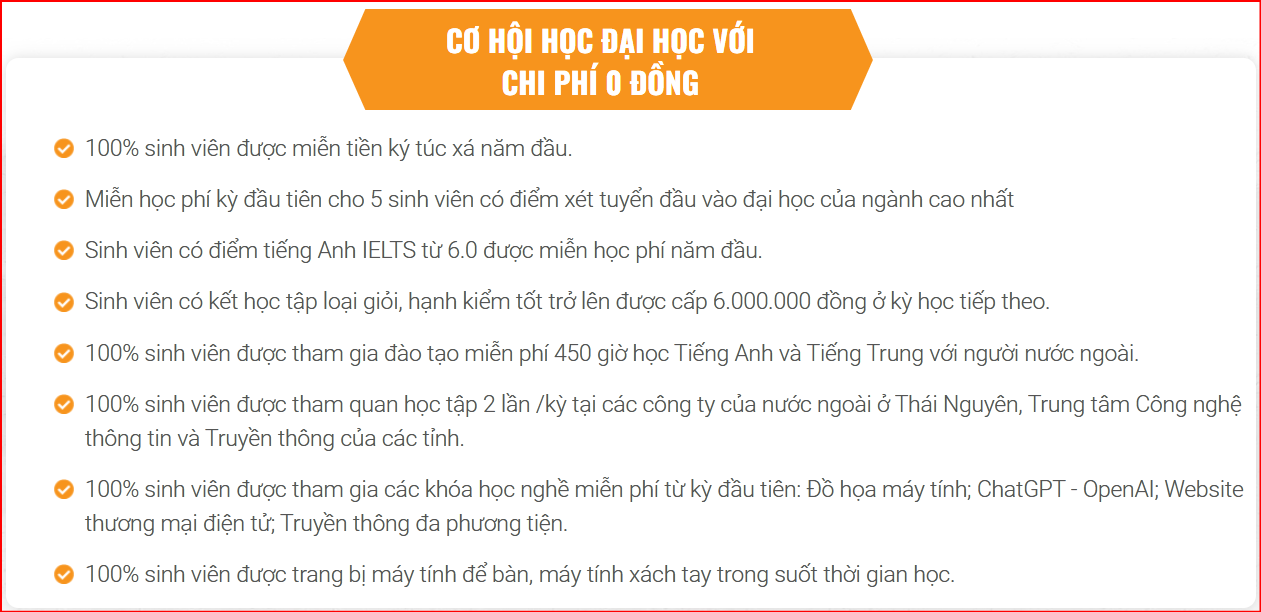 CƠ HỘI HỌC ĐẠI HỌC VỚI
CHI PHÍ 0 ĐỒNG
100% sinh viên được miễn tiền ký túc xá năm đầu.
Miễn học phí kỳ đầu tiên cho 5 sinh viên có điểm xét tuyển đầu vào đại học của ngành cao nhất
Sinh viên có điểm tiếng Anh IELTS từ 6.0 được miễn học phí năm đầu.
Sinh viên có kết học tập loại giỏi, hạnh kiểm tốt trở lên được cấp 6.000.000 đồng ở kỳ học tiếp theo.
100% sinh viên được tham gia đào tạo miễn phí 450 giờ học Tiếng Anh và Tiếng Trung với người nước ngoài.
100% sinh viên được tham quan học tập 2 lần /kỳ tại các công ty của nước ngoài ở Thái Nguyên, Trung tâm Công nghệ
thông tin và Truyền thông của các tỉnh.
100% sinh viên được tham gia các khóa học nghề miễn phí từ kỳ đầu tiên: Đồ họa máy tính; ChatGPT - OpenAI; Website
thương mại điện tử; Truyền thông đa phương tiện.
100% sinh viên được trang bị máy tính để bàn, máy tính xách tay trong suốt thời gian học.